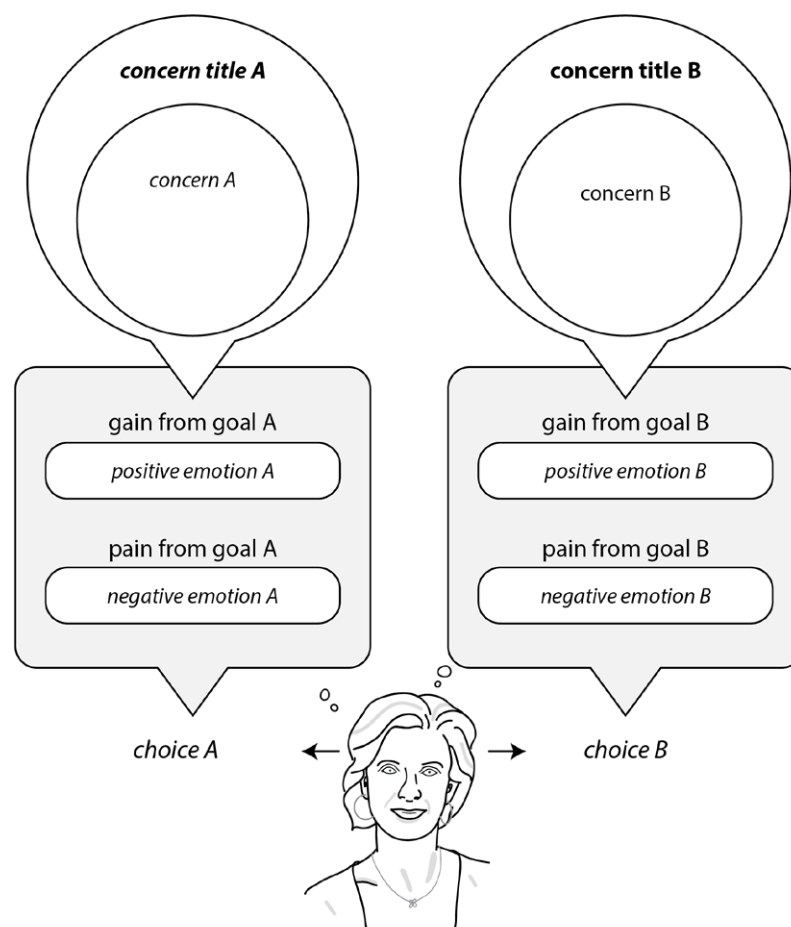 concern title A
concern A
gain from goal A
positive emotion A
pain from goal A
negative emotion A
choice A
concern title B
concern B
gain from goal B
positive emotion B
pain from goal B
negative emotion B
choice B